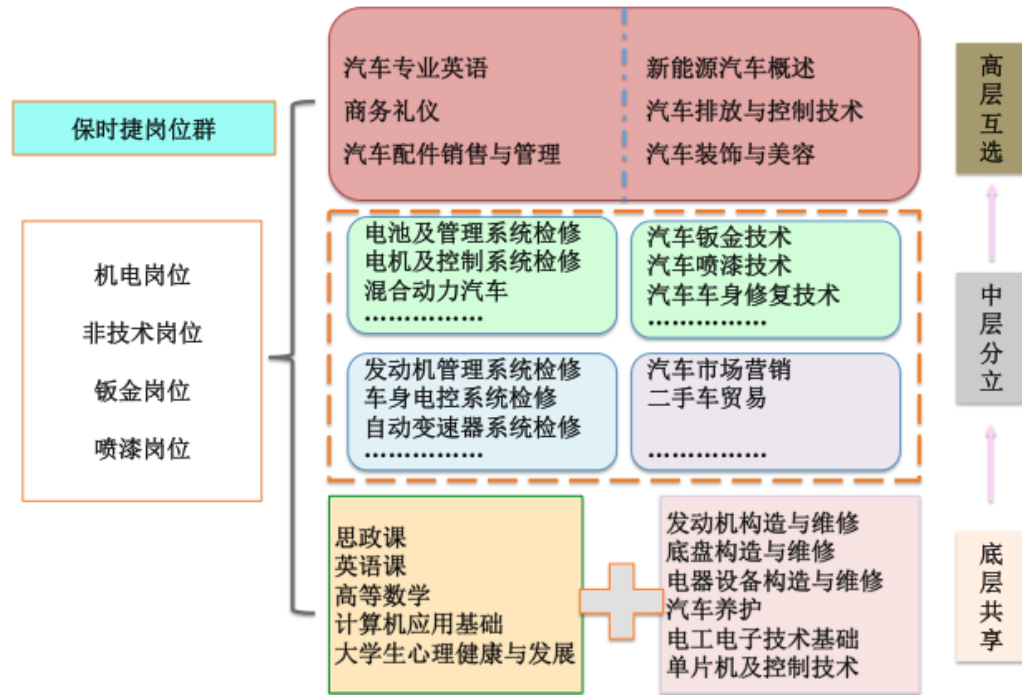 保时捷岗位群
机电岗位
非技术岗位
钣金岗位
喷漆岗位
汽车专业英语
商务礼仪
汽车配件销售与管理
新能源汽车概述
汽车排放与控制技术
汽车装饰与美容
电池及管理系统检修
电机及控制系统检修
混合动力汽车
……………
汽车钣金技术
汽车喷漆技术
汽车车身修复技术
……………
发动机管理系统检修
车身电控系统检修
自动变速器系统检修
……………
汽车市场营销
二手车贸易
……………
思政课
英语课
高等数学
计算机应用基础
大学生心理健康与发展
发动机构造与维修
底盘构造与维修
电器设备构造与维修
汽车养护
电工电子技术基础
单片机及控制技术
高层互选
中层分立
底层共享